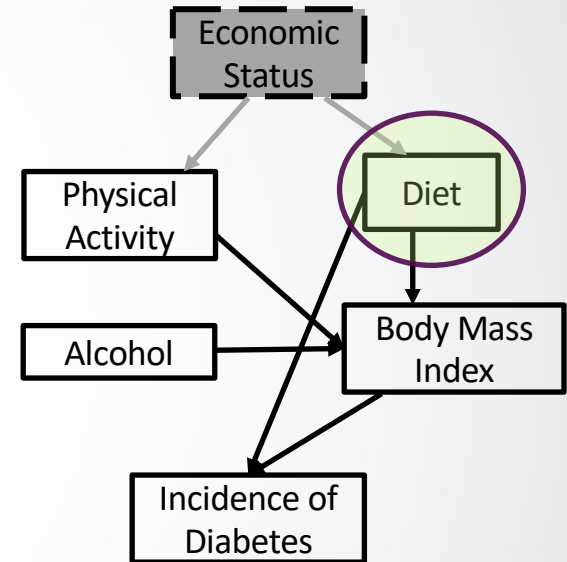 Economic
Status
Physical
Activity
Diet
Alcohol
Body Mass
Index
Incidence of
Diabetes